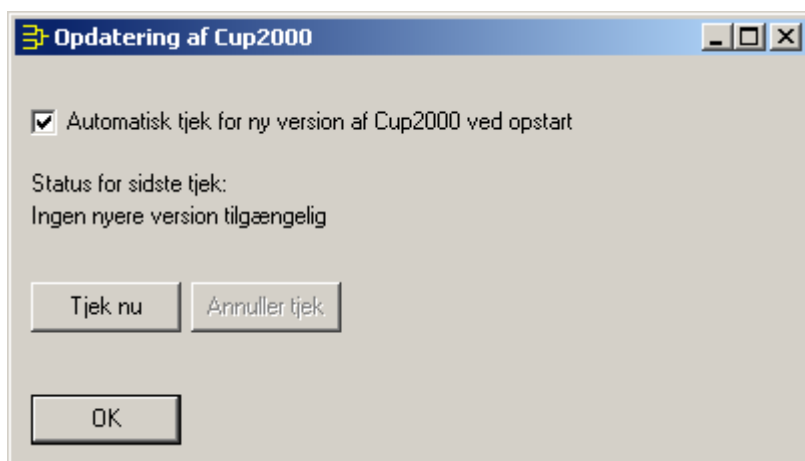 Opdatering af Cup2000
Automatisk tjek for ny version af Cup2000 ved opstart
Status for sidste tjek:
Ingen nyere version tilgængelig
Tjek nu
Annuller tjek
OK